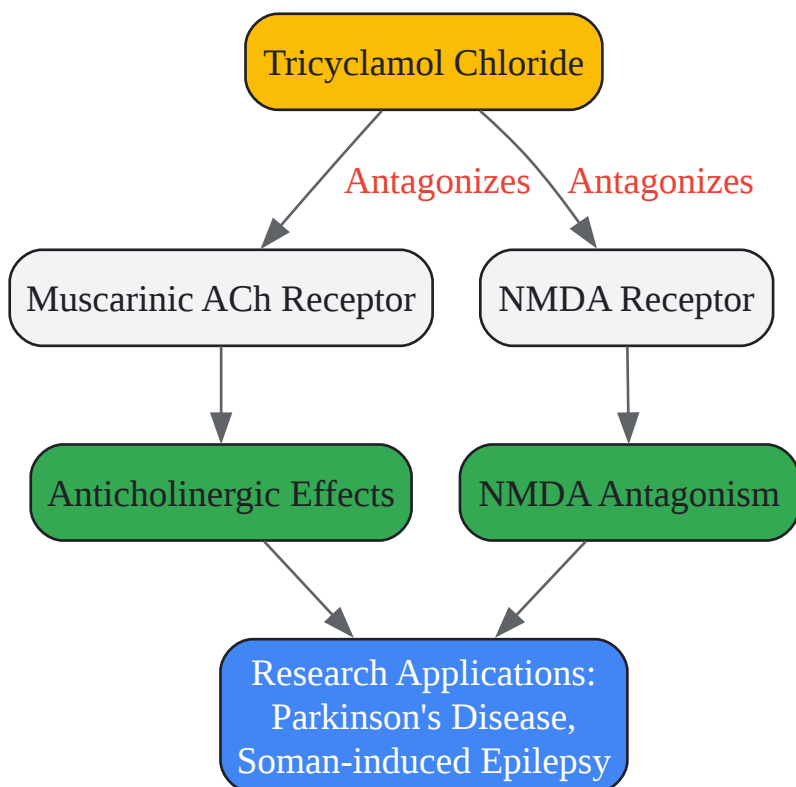 Tricyclamol Chloride
Antagonizes
Antagonizes
Muscarinic ACh Receptor
NMDA Receptor
Anticholinergic Effects
NMDA Antagonism
Research Applications:
Parkinson's Disease,
Soman-induced Epilepsy